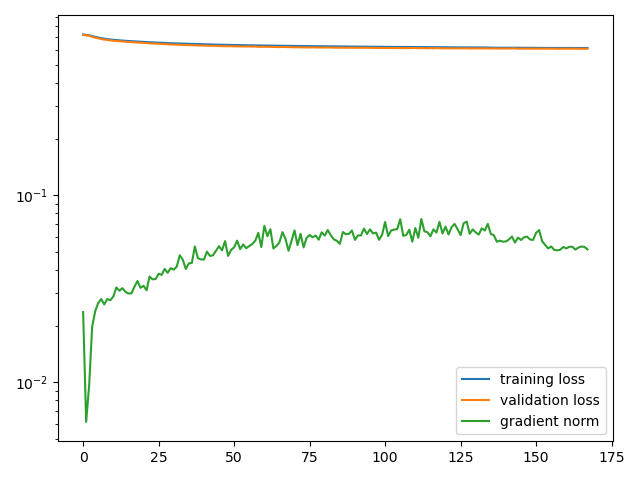 10⁻¹
10⁻²
training loss
validation loss
gradient norm
0 25 50 75 100 125 150 175